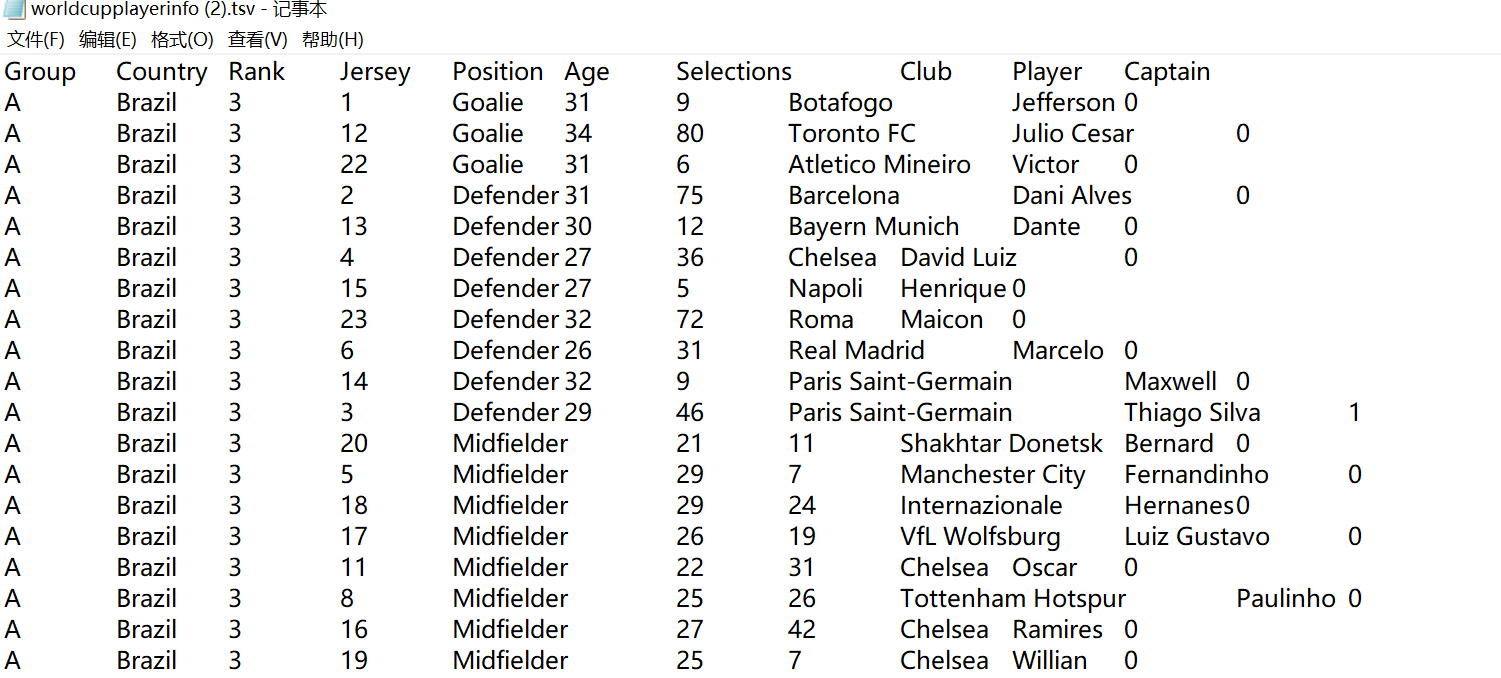 worldcupplayerinfo (2).tsv - 记事本
文件(F) 编辑(E) 格式(O) 查看(V) 帮助(H)
Group Country Rank Jersey Position Age Selections Club Player Captain
A Brazil 3 1 Goalie 31 9 Botafogo Jefferson 0
A Brazil 3 12 Goalie 34 80 Toronto FC Julio Cesar 0
A Brazil 3 22 Goalie 31 6 Atletico Mineiro Victor 0
A Brazil 3 2 Defender 31 75 Barcelona Dani Alves 0
A Brazil 3 13 Defender 30 12 Bayern Munich Dante 0
A Brazil 3 4 Defender 27 36 Chelsea David Luiz 0
A Brazil 3 15 Defender 27 5 Napoli Henrique 0
A Brazil 3 23 Defender 32 72 Roma Maicon 0
A Brazil 3 6 Defender 26 31 Real Madrid Marcelo 0
A Brazil 3 14 Defender 32 9 Paris Saint-Germain Maxwell 0
A Brazil 3 3 Defender 29 46 Paris Saint-Germain Thiago Silva 1
A Brazil 3 20 Midfielder 21 11 Shakhtar Donetsk Bernard 0
A Brazil 3 5 Midfielder 29 7 Manchester City Fernandinho 0
A Brazil 3 18 Midfielder 29 24 Internazionale Hernanes 0
A Brazil 3 17 Midfielder 26 19 VfL Wolfsburg Luiz Gustavo 0
A Brazil 3 11 Midfielder 22 31 Chelsea Oscar 0
A Brazil 3 8 Midfielder 25 26 Tottenham Hotspur Paulinho 0
A Brazil 3 16 Midfielder 27 42 Chelsea Ramires 0
A Brazil 3 19 Midfielder 25 7 Chelsea Willian 0